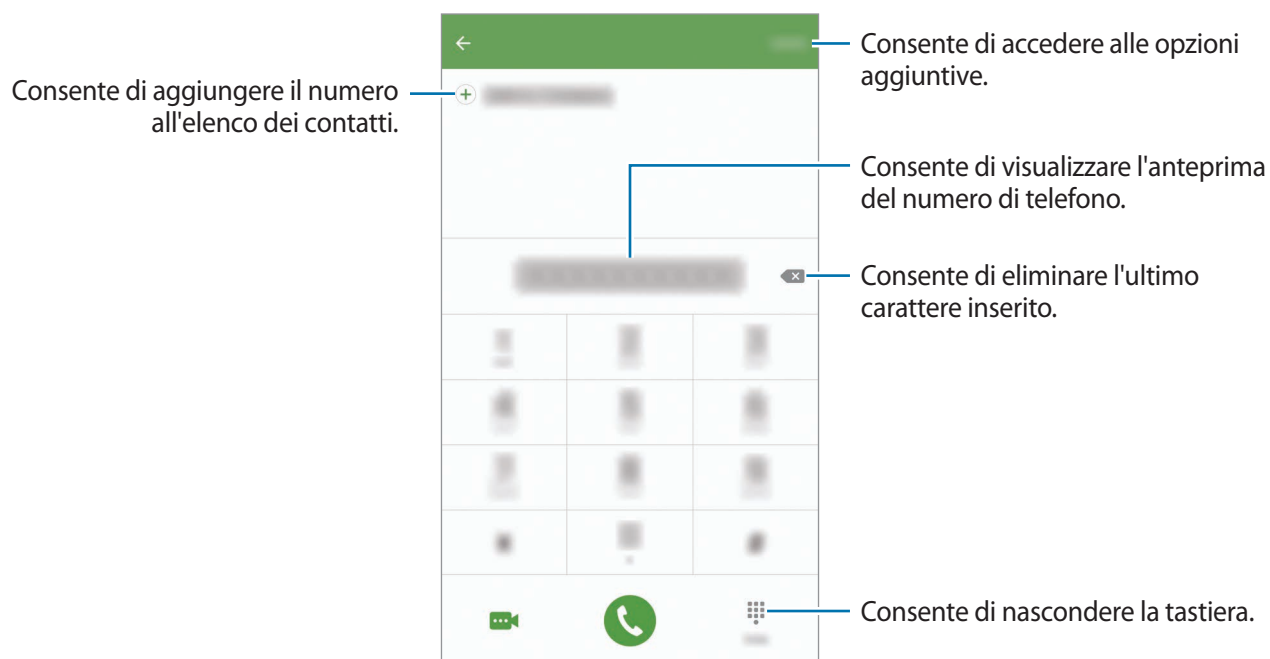 Consente di accedere alle opzioni
aggiuntive.
Consente di aggiungere il numero
all'elenco dei contatti.
Consente di visualizzare l'anteprima
del numero di telefono.
Consente di eliminare l'ultimo
carattere inserito.
Consente di nascondere la tastiera.